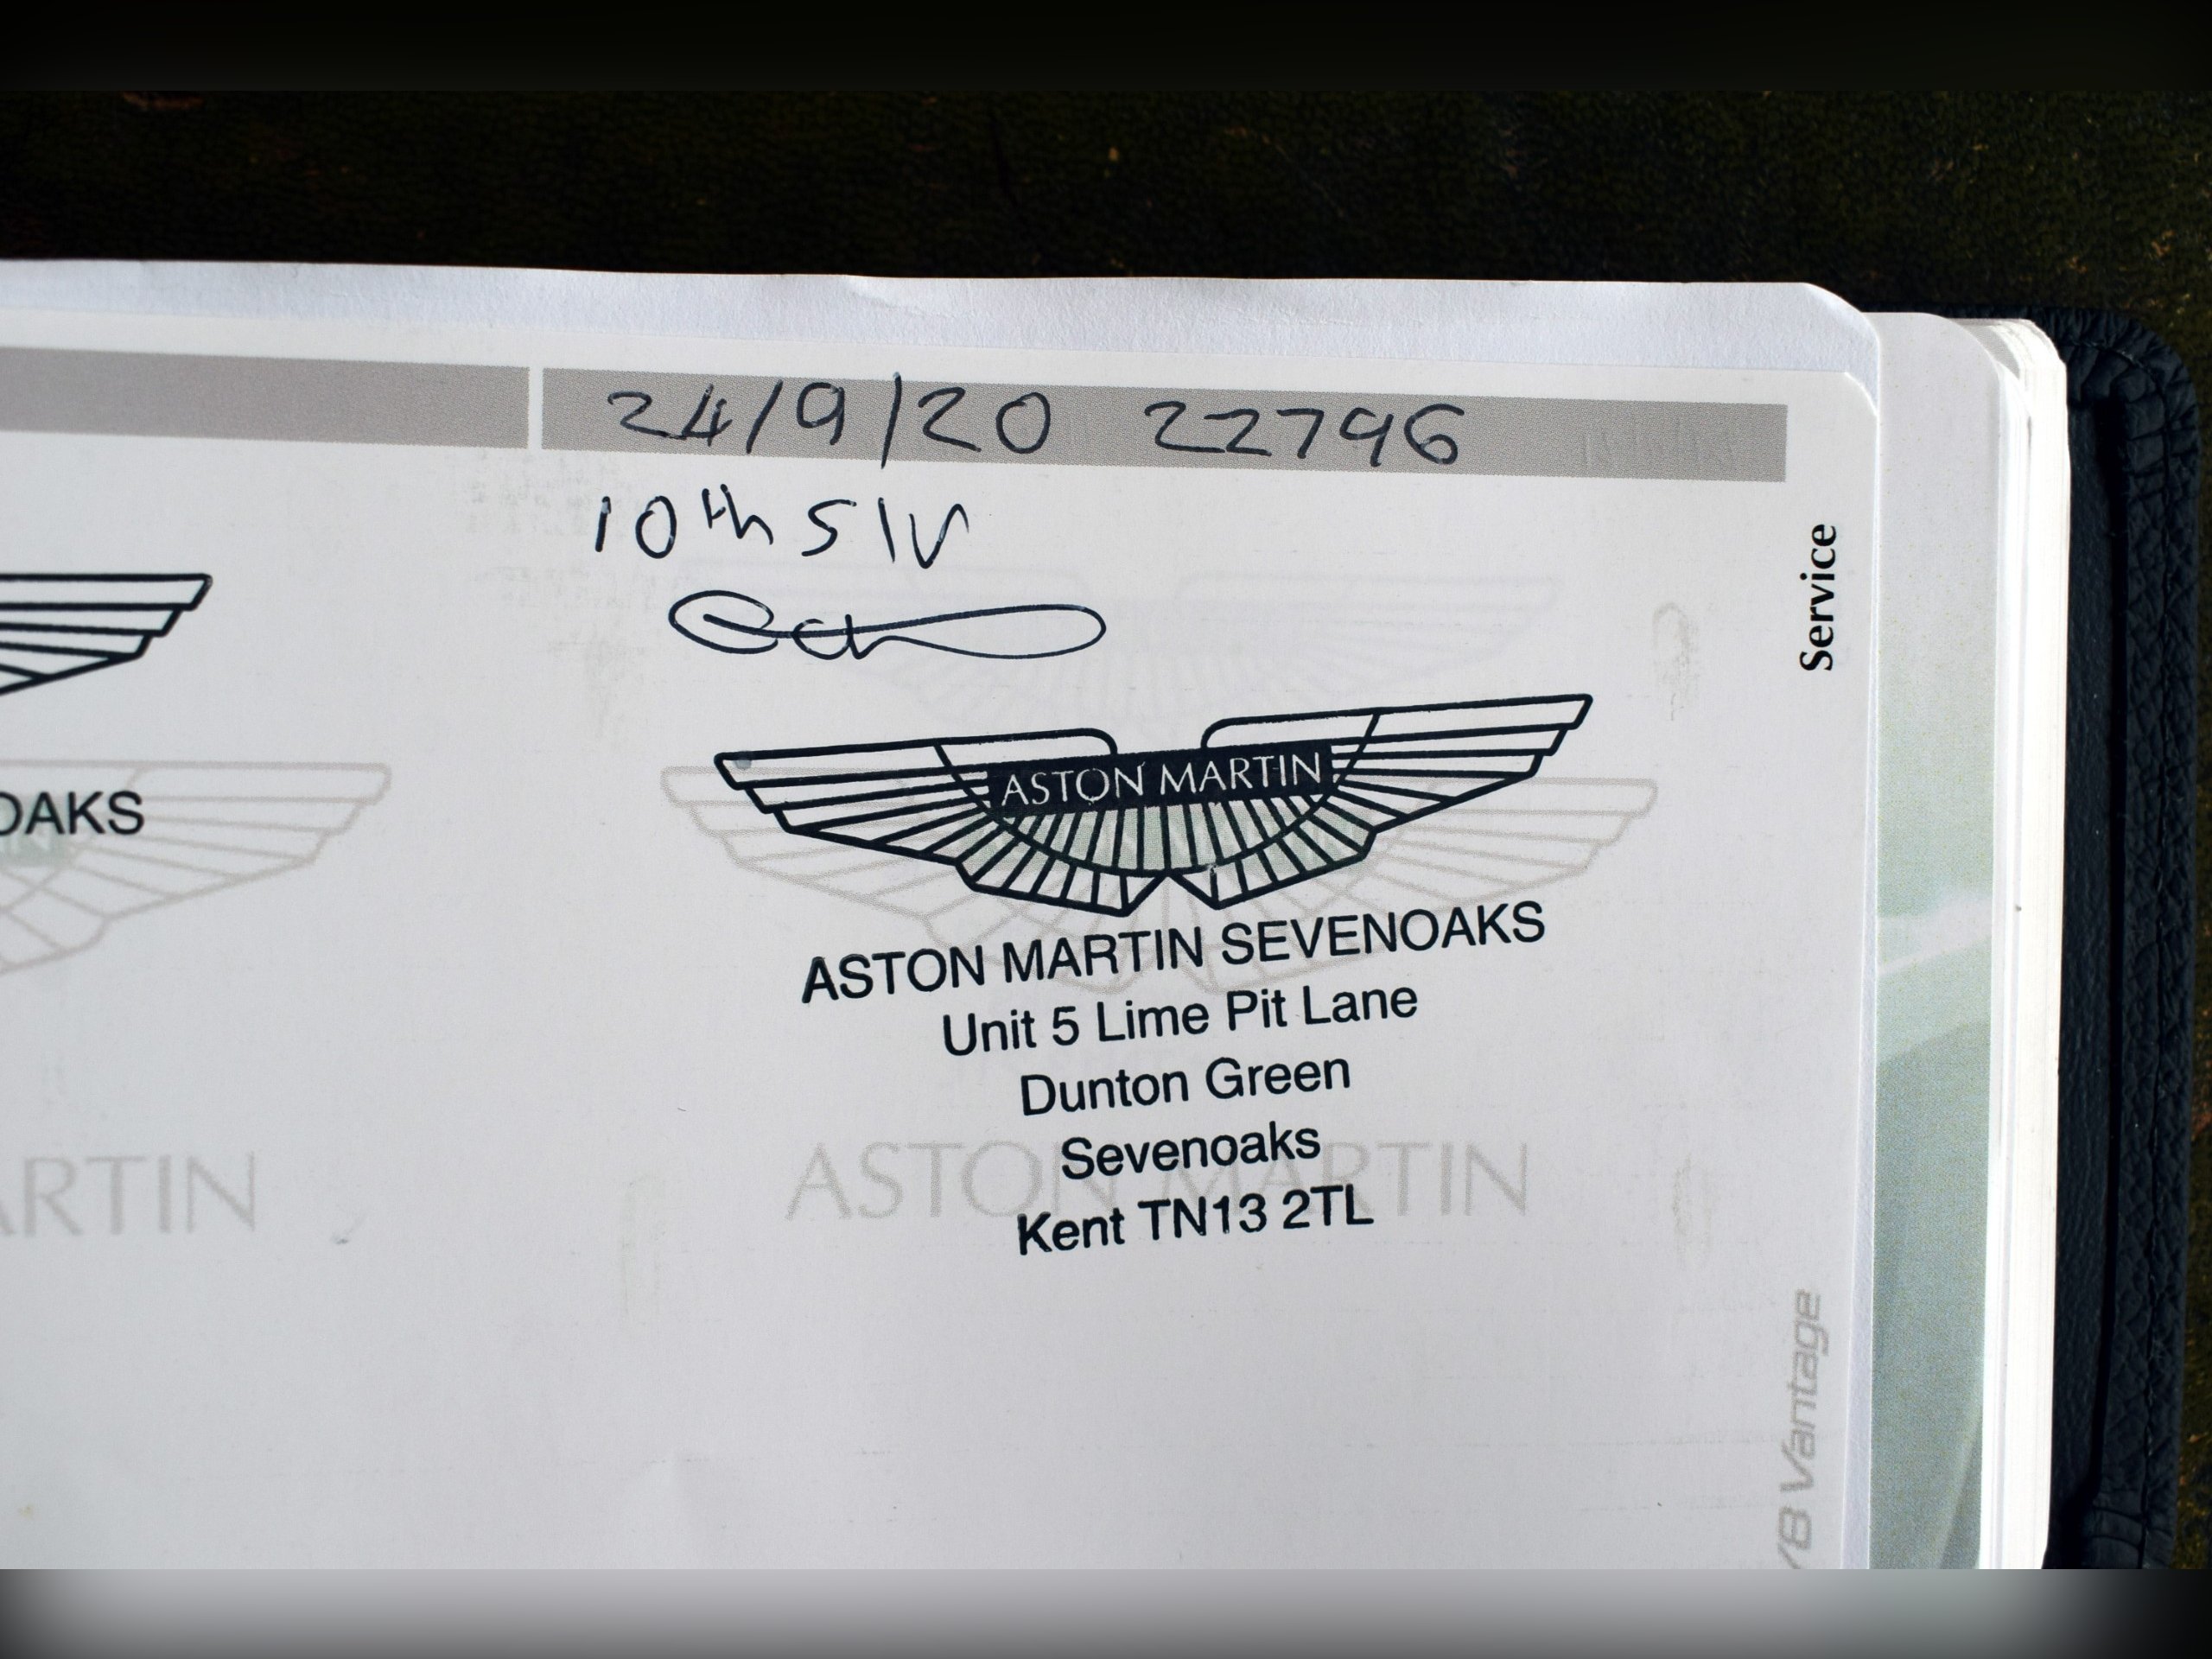 24/9/20 22796
10th S/V
ASTON MARTIN
ASTON MARTIN SEVENOAKS
Unit 5 Lime Pit Lane
Dunton Green
Sevenoaks
Kent TN13 2TL
ASTON MARTIN
OAKS
ARTIN
Service
V8 Vantage